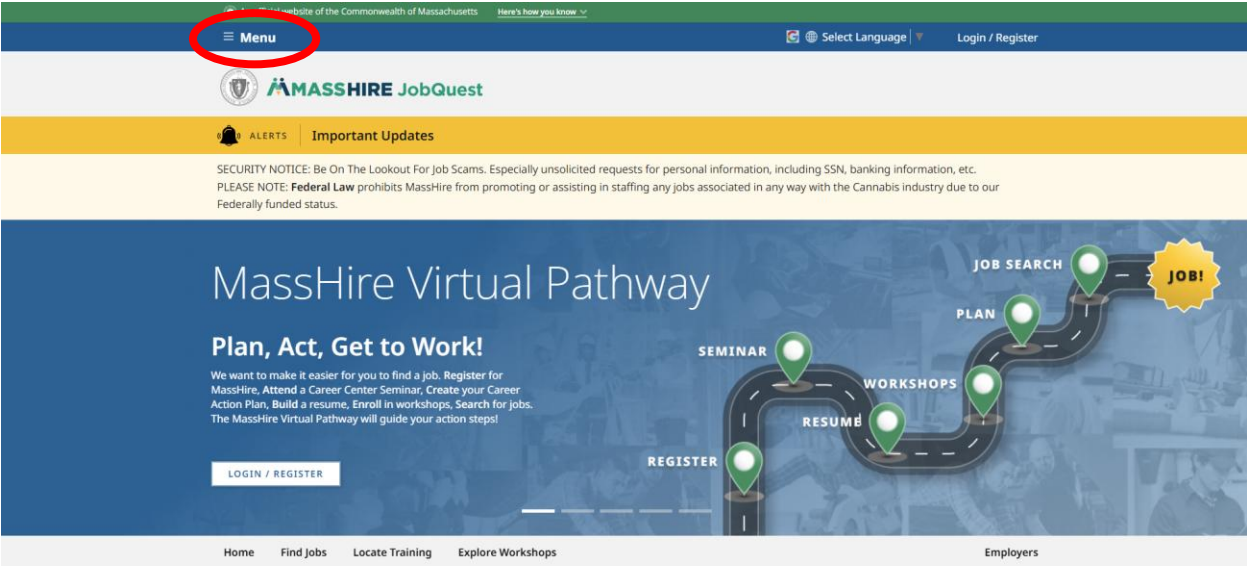 website of the Commonwealth of Massachusetts Here's how you know
Menu Select Language Login / Register
MASSHIRE JobQuest
ALERTS Important Updates
SECURITY NOTICE: Be On The Lookout For Job Scams. Especially unsolicited requests for personal information, including SSN, banking information, etc.
PLEASE NOTE: Federal Law prohibits MassHire from promoting or assisting in staffing any jobs associated in any way with the Cannabis industry due to our
Federally funded status.
MassHire Virtual Pathway
Plan, Act, Get to Work!
We want to make it easier for you to find a job. Register for
MassHire, Attend a Career Center Seminar, Create your Career
Action Plan, Build a resume, Enroll in workshops, Search for jobs.
The MassHire Virtual Pathway will guide your action steps!
LOGIN / REGISTER
JOB SEARCH
JOB!
PLAN
SEMINAR
WORKSHOPS
RESUME
REGISTER
Home Find Jobs Locate Training Explore Workshops Employers